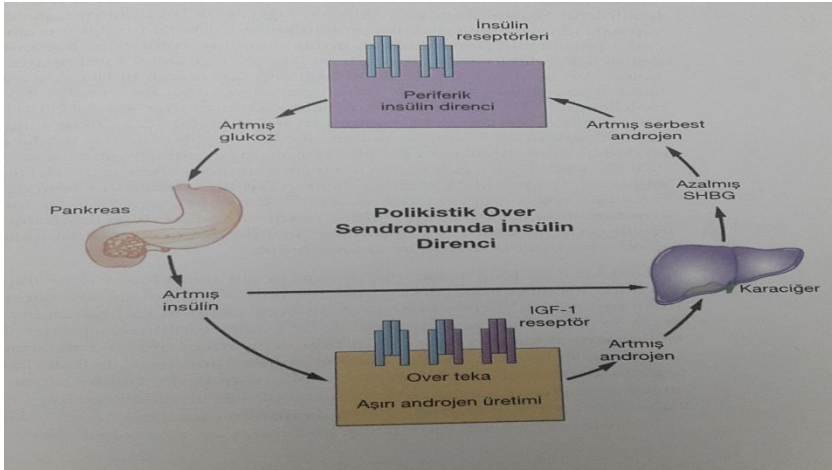 İnsülin
reseptörleri
Periferik
insülin direnci
Artmış
glukoz
Artmış serbest
androjen
Azalmış
SHBG
Pankreas
Polikistik Over
Sendromunda İnsülin
Direnci
Karaciğer
Artmış
insülin
IGF-1
reseptör
Artmış
androjen
Over teka
Aşırı androjen üretimi